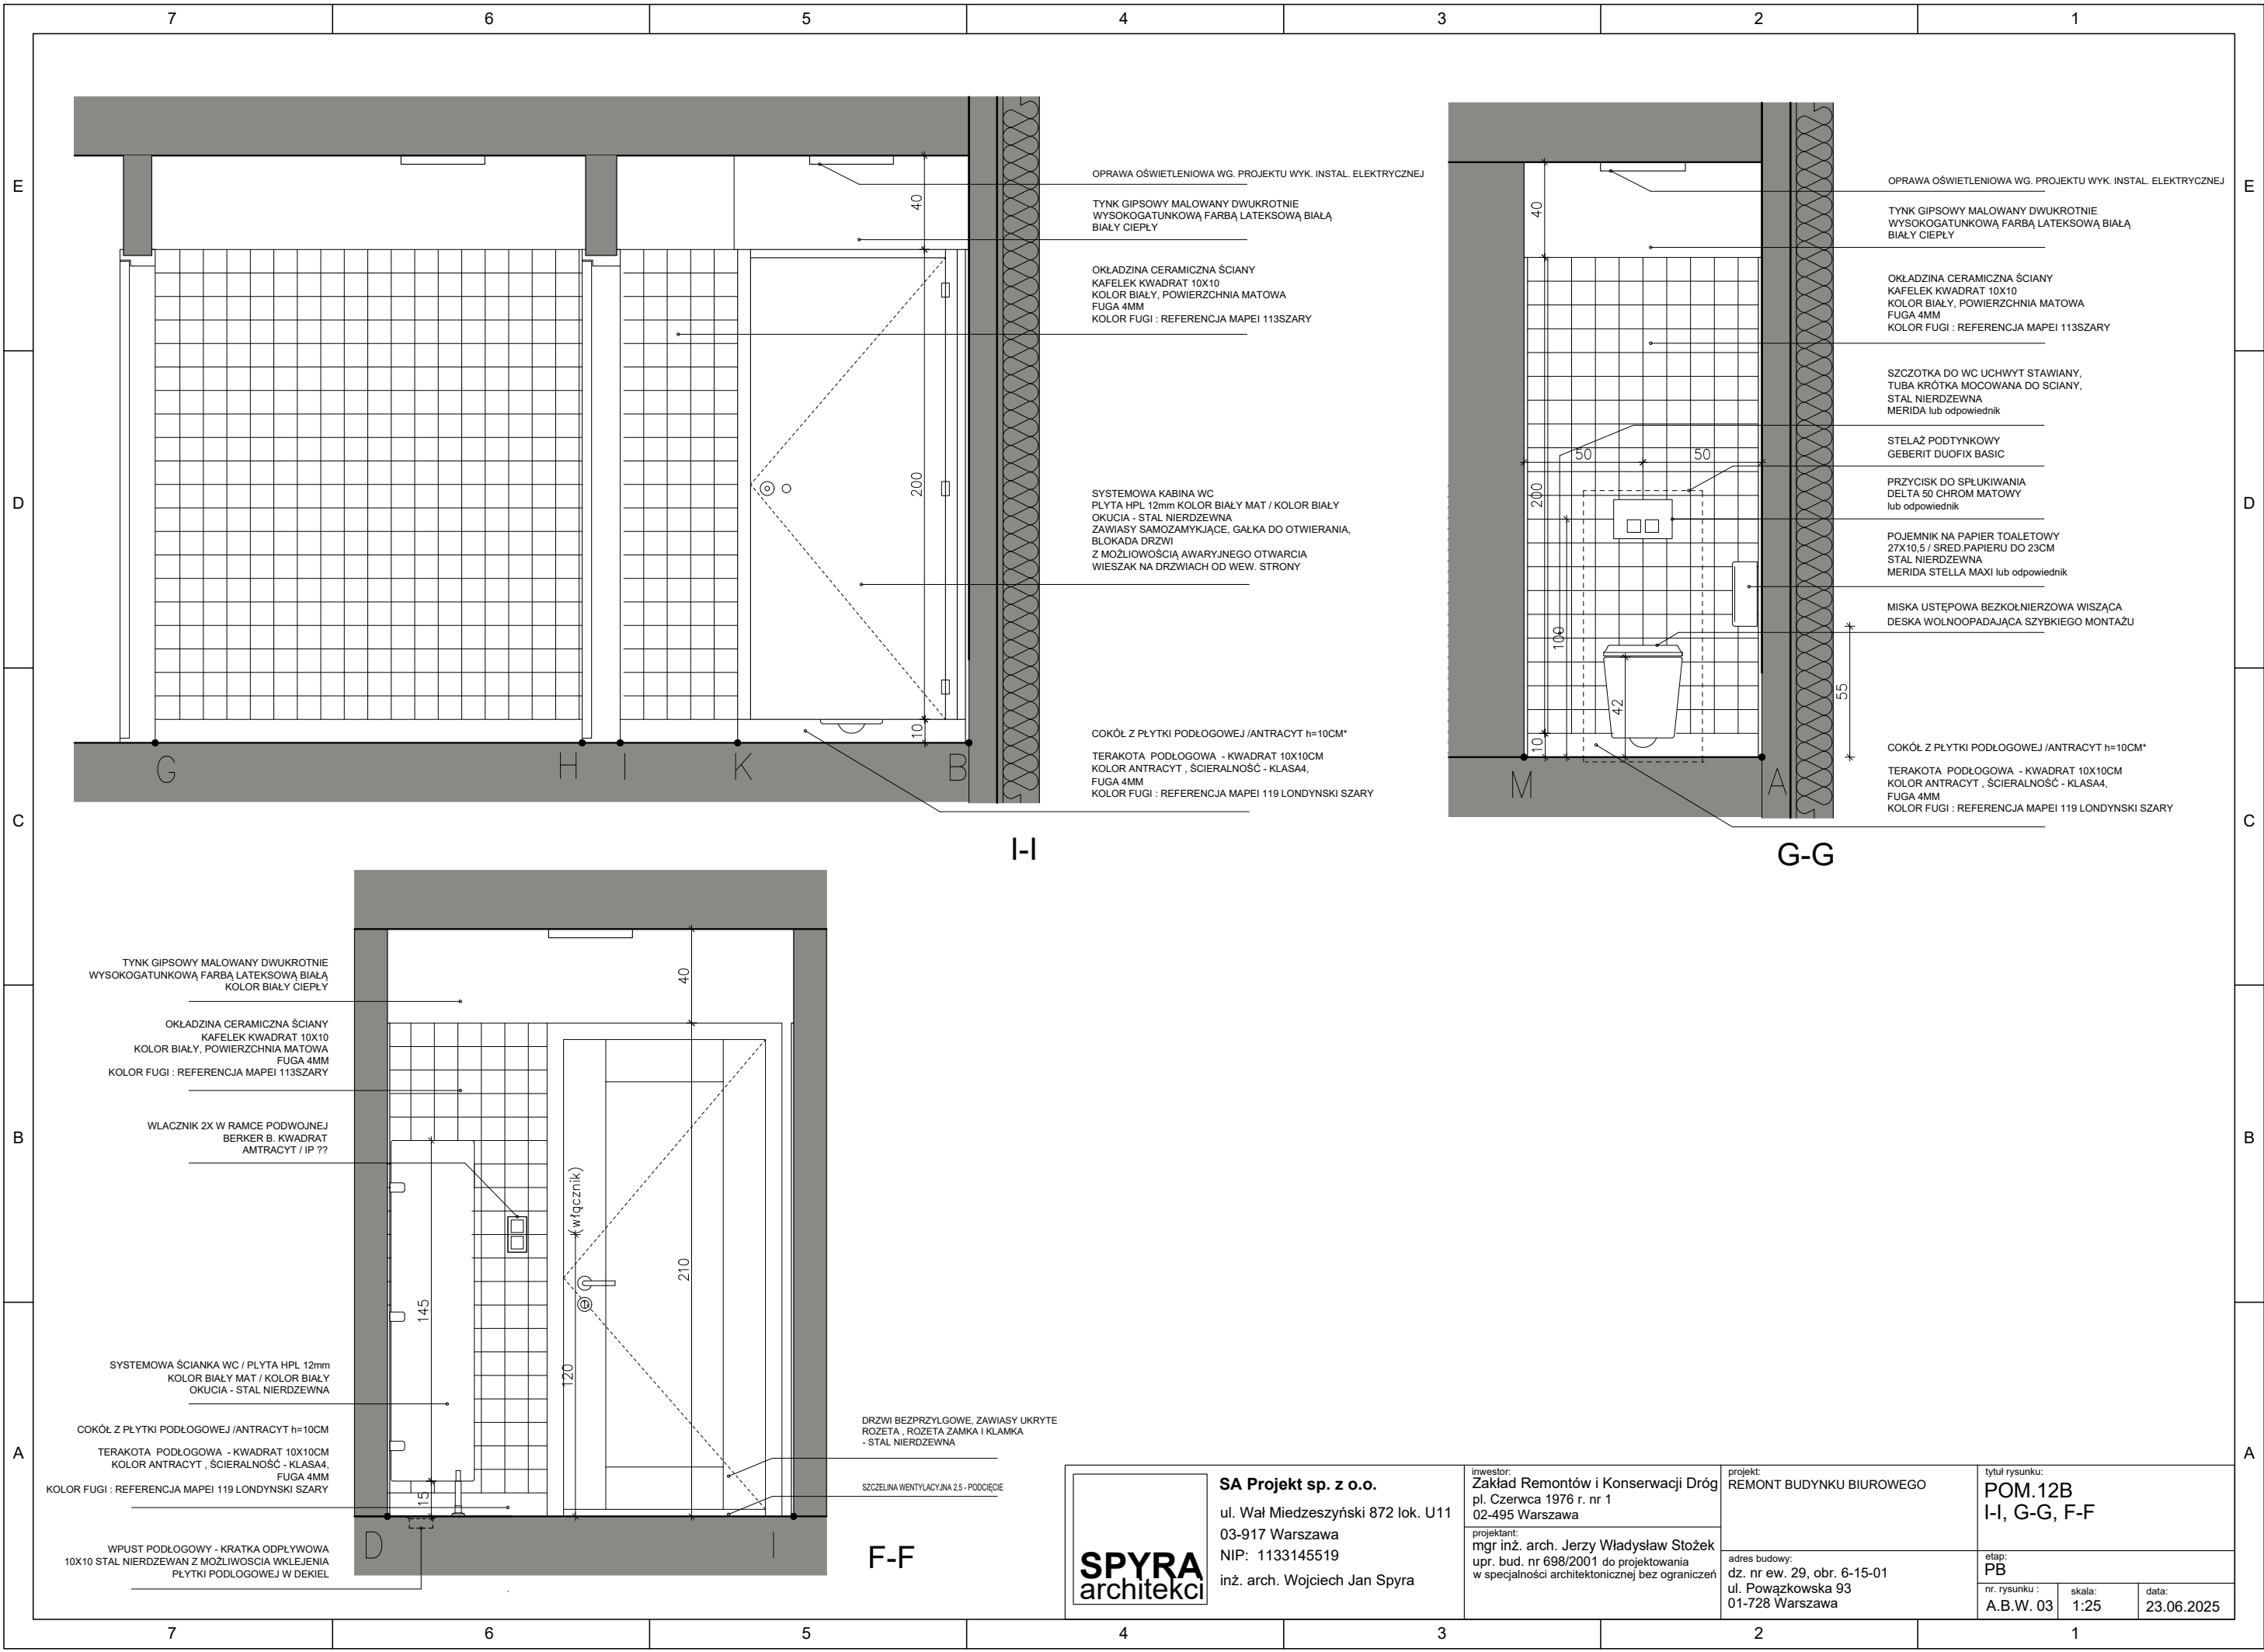 7 6 5 4 3 2 1
E
D
C
B
A
40
200
10
G H I K B
OPRAWA OŚWIETLENIOWA WG. PROJEKTU WYK. INSTAL. ELEKTRYCZNEJ
TYNK GIPSOWY MALOWANY DWUKROTNIE
WYSOKOGATUNKOWĄ FARBĄ LATEKSOWĄ BIAŁĄ
BIAŁY CIEPŁY
OKŁADZINA CERAMICZNA ŚCIANY
KAFELEK KWADRAT 10X10
KOLOR BIAŁY, POWIERZCHNIA MATOWA
FUGA 4MM
KOLOR FUGI : REFERENCJA MAPEI 113SZARY
SYSTEMOWA KABINA WC
PLYTA HPL 12mm KOLOR BIAŁY MAT / KOLOR BIAŁY
OKUCIA - STAL NIERDZEWNA
ZAWIASY SAMOZAMYKJĄCE, GAŁKA DO OTWIERANIA,
BLOKADA DRZWI
Z MOŻLIWOŚCIĄ AWARYJNEGO OTWARCIA
WIESZAK NA DRZWIACH OD WEW. STRONY
COKÓŁ Z PŁYTKI PODŁOGOWEJ /ANTRACYT h=10CM*
TERAKOTA PODŁOGOWA - KWADRAT 10X10CM
KOLOR ANTRACYT , ŚCIERALNOŚĆ - KLASA4,
FUGA 4MM
KOLOR FUGI : REFERENCJA MAPEI 119 LONDYNSKI SZARY
I-I
40
50 50
200
100
42
10
55
M A
OPRAWA OŚWIETLENIOWA WG. PROJEKTU WYK. INSTAL. ELEKTRYCZNEJ
TYNK GIPSOWY MALOWANY DWUKROTNIE
WYSOKOGATUNKOWĄ FARBĄ LATEKSOWĄ BIAŁĄ
BIAŁY CIEPŁY
OKŁADZINA CERAMICZNA ŚCIANY
KAFELEK KWADRAT 10X10
KOLOR BIAŁY, POWIERZCHNIA MATOWA
FUGA 4MM
KOLOR FUGI : REFERENCJA MAPEI 113SZARY
SZCZOTKA DO WC UCHWYT STAWIANY,
TUBA KRÓTKA MOCOWANA DO SCIANY,
STAL NIERDZEWNA
MERIDA lub odpowiednik
STELAŻ PODTYNKOWY
GEBERIT DUOFIX BASIC
PRZYCISK DO SPŁUKIWANIA
DELTA 50 CHROM MATOWY
lub odpowiednik
POJEMNIK NA PAPIER TOALETOWY
27X10,5 / SRED.PAPIERU DO 23CM
STAL NIERDZEWNA
MERIDA STELLA MAXI lub odpowiednik
MISKA USTĘPOWA BEZKOŁNIERZOWA WISZĄCA
DESKA WOLNOOPADAJĄCA SZYBKIEGO MONTAŻU
COKÓŁ Z PŁYTKI PODŁOGOWEJ /ANTRACYT h=10CM*
TERAKOTA PODŁOGOWA - KWADRAT 10X10CM
KOLOR ANTRACYT , ŚCIERALNOŚĆ - KLASA4,
FUGA 4MM
KOLOR FUGI : REFERENCJA MAPEI 119 LONDYNSKI SZARY
G-G
TYNK GIPSOWY MALOWANY DWUKROTNIE
WYSOKOGATUNKOWĄ FARBĄ LATEKSOWĄ BIAŁĄ
KOLOR BIAŁY CIEPŁY
OKŁADZINA CERAMICZNA ŚCIANY
KAFELEK KWADRAT 10X10
KOLOR BIAŁY, POWIERZCHNIA MATOWA
FUGA 4MM
KOLOR FUGI : REFERENCJA MAPEI 113SZARY
WLACZNIK 2X W RAMCE PODWOJNEJ
BERKER B. KWADRAT
AMTRACYT / IP ??
SYSTEMOWA ŚCIANKA WC / PLYTA HPL 12mm
KOLOR BIAŁY MAT / KOLOR BIAŁY
OKUCIA - STAL NIERDZEWNA
COKÓŁ Z PŁYTKI PODŁOGOWEJ /ANTRACYT h=10CM
TERAKOTA PODŁOGOWA - KWADRAT 10X10CM
KOLOR ANTRACYT , ŚCIERALNOŚĆ - KLASA4,
FUGA 4MM
KOLOR FUGI : REFERENCJA MAPEI 119 LONDYNSKI SZARY
WPUST PODŁOGOWY - KRATKA ODPŁYWOWA
10X10 STAL NIERDZEWAN Z MOŻLIWOSCIA WKLEJENIA
PŁYTKI PODLOGOWEJ W DEKIEL
40
(włącznik)
210
145
120
15
D I
DRZWI BEZPRZYLGOWE, ZAWIASY UKRYTE
ROZETA , ROZETA ZAMKA I KLAMKA
- STAL NIERDZEWNA
SZCZELINA WENTYLACYJNA 2,5 - PODCIĘCIE
F-F
SPYRA
architekci
SA Projekt sp. z o.o.
ul. Wał Miedzeszyński 872 lok. U11
03-917 Warszawa
NIP: 1133145519
inż. arch. Wojciech Jan Spyra
inwestor:
Zakład Remontów i Konserwacji Dróg
pl. Czerwca 1976 r. nr 1
02-495 Warszawa
projektant:
mgr inż. arch. Jerzy Władysław Stożek
upr. bud. nr 698/2001 do projektowania
w specjalności architektonicznej bez ograniczeń
projekt:
REMONT BUDYNKU BIUROWEGO
adres budowy:
dz. nr ew. 29, obr. 6-15-01
ul. Powązkowska 93
01-728 Warszawa
tytuł rysunku:
POM.12B
I-I, G-G, F-F
etap:
PB
nr. rysunku :
A.B.W. 03
skala:
1:25
data:
23.06.2025
E
D
C
B
A
7 6 5 4 3 2 1